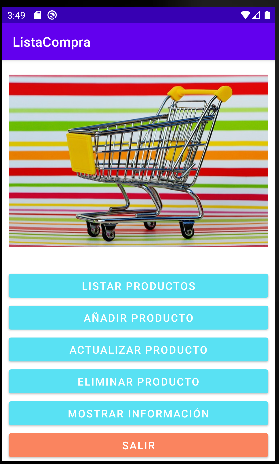 3:49
ListaCompra
LISTAR PRODUCTOS
AÑADIR PRODUCTO
ACTUALIZAR PRODUCTO
ELIMINAR PRODUCTO
MOSTRAR INFORMACIÓN
SALIR